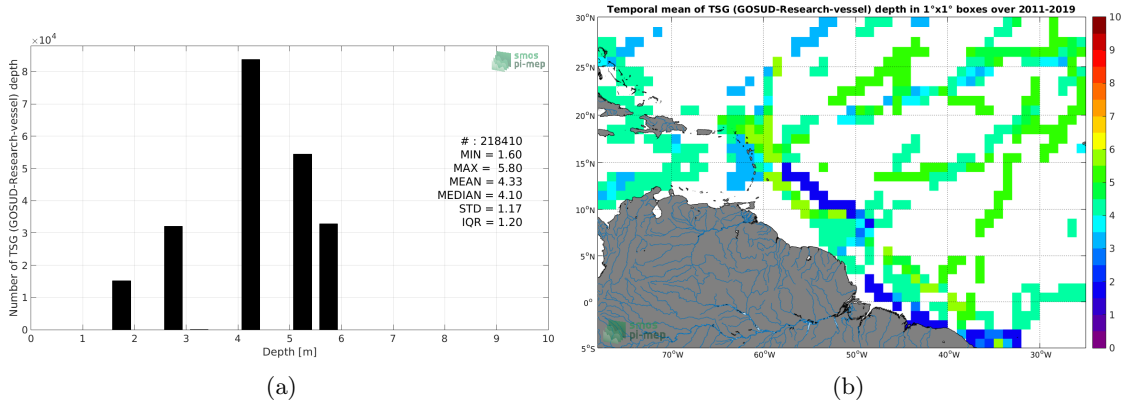 ×10^4
8
7
6
5
4
3
2
1
0
Number of TSG (GOSUD-Research-vessel) depth
smos
pi-mep
# : 218410
MIN = 1.60
MAX = 5.80
MEAN = 4.33
MEDIAN = 4.10
STD = 1.17
IQR = 1.20
0 1 2 3 4 5 6 7 8 9 10
Depth [m]
(a)
Temporal mean of TSG (GOSUD-Research-vessel) depth in 1°x1° boxes over 2011-2019
25°N
20°N
15°N
10°N
5°N
0°
5°S
70°W 60°W 50°W 40°W 30°W
smos
pi-mep
10
9
8
7
6
5
4
3
2
1
0
(b)